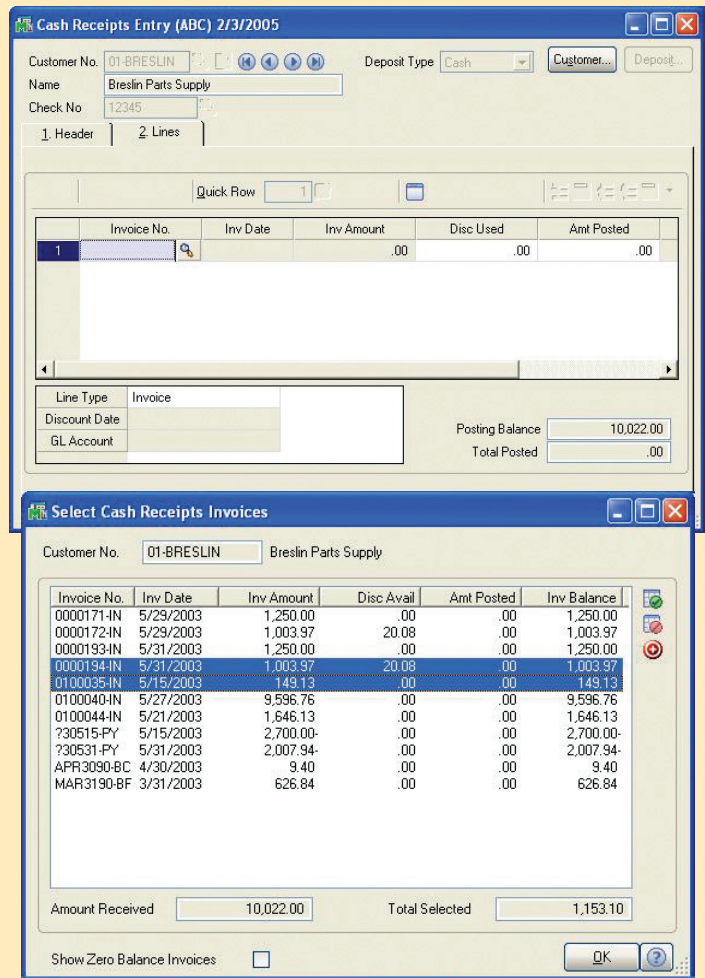 Cash Receipts Entry (ABC) 2/3/2005
Customer No. 01-BRESLIN Deposit Type Cash Customer... Deposit...
Name Breslin Parts Supply
Check No 12345
1. Header 2. Lines
Quick Row 1
Invoice No. Inv Date Inv Amount Disc Used Amt Posted
1 .00 .00 .00
Line Type Invoice
Discount Date
GL Account
Posting Balance 10,022.00
Total Posted .00
Select Cash Receipts Invoices
Customer No. 01-BRESLIN Breslin Parts Supply
Invoice No. Inv Date Inv Amount Disc Avail Amt Posted Inv Balance
0000171-IN 5/29/2003 1,250.00 .00 .00 1,250.00
0000172-IN 5/29/2003 1,003.97 20.08 .00 1,003.97
0000193-IN 5/31/2003 1,250.00 .00 .00 1,250.00
0000194-IN 5/31/2003 1,003.97 20.08 .00 1,003.97
0100035-IN 5/15/2003 149.13 .00 .00 149.13
0100040-IN 5/27/2003 9,596.76 .00 .00 9,596.76
0100044-IN 5/21/2003 1,646.13 .00 .00 1,646.13
?30515-PY 5/15/2003 2,700.00- .00 .00 2,700.00-
?30531-PY 5/31/2003 2,007.94- .00 .00 2,007.94-
APR3090-BC 4/30/2003 9.40 .00 .00 9.40
MAR3190-BF 3/31/2003 626.84 .00 .00 626.84
Amount Received 10,022.00 Total Selected 1,153.10
Show Zero Balance Invoices OK ?